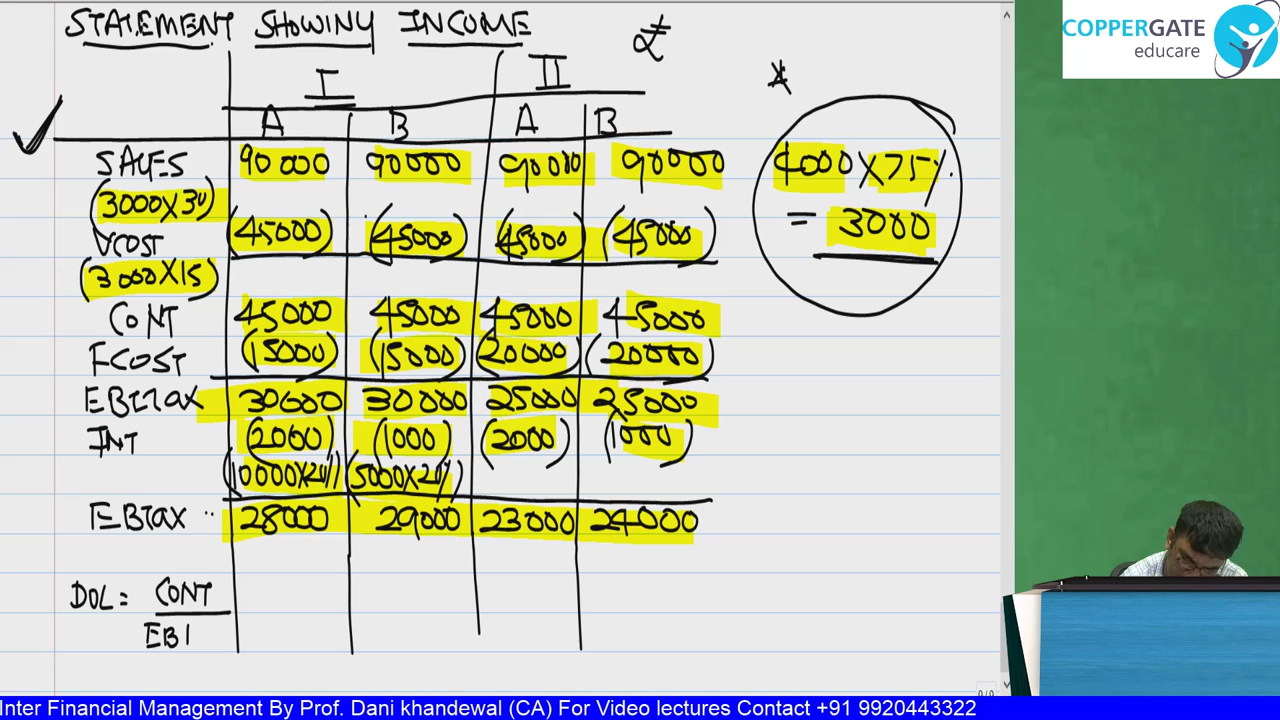 STATEMENT SHOWINY INCOME ₹
I II
A B A B
SALES 90000 90000 90000 90000
(3000X30)
VCOST (45000) (45000) (45000) (45000)
(3000X15)
CONT 45000 45000 45000 45000
FCOST (15000) (15000) (20000) (20000)
EBITTAX 30000 30000 25000 25000
INT (2000) (1000) (2000) (1000)
(10000X20%) (5000X20%)
EBTAX 28000 29000 23000 24000
DOL = CONT
EBI
*
4000X75%.
= 3000
COPPERGATE
educare
Inter Financial Management By Prof. Dani khandewal (CA) For Video lectures Contact +91 9920443322